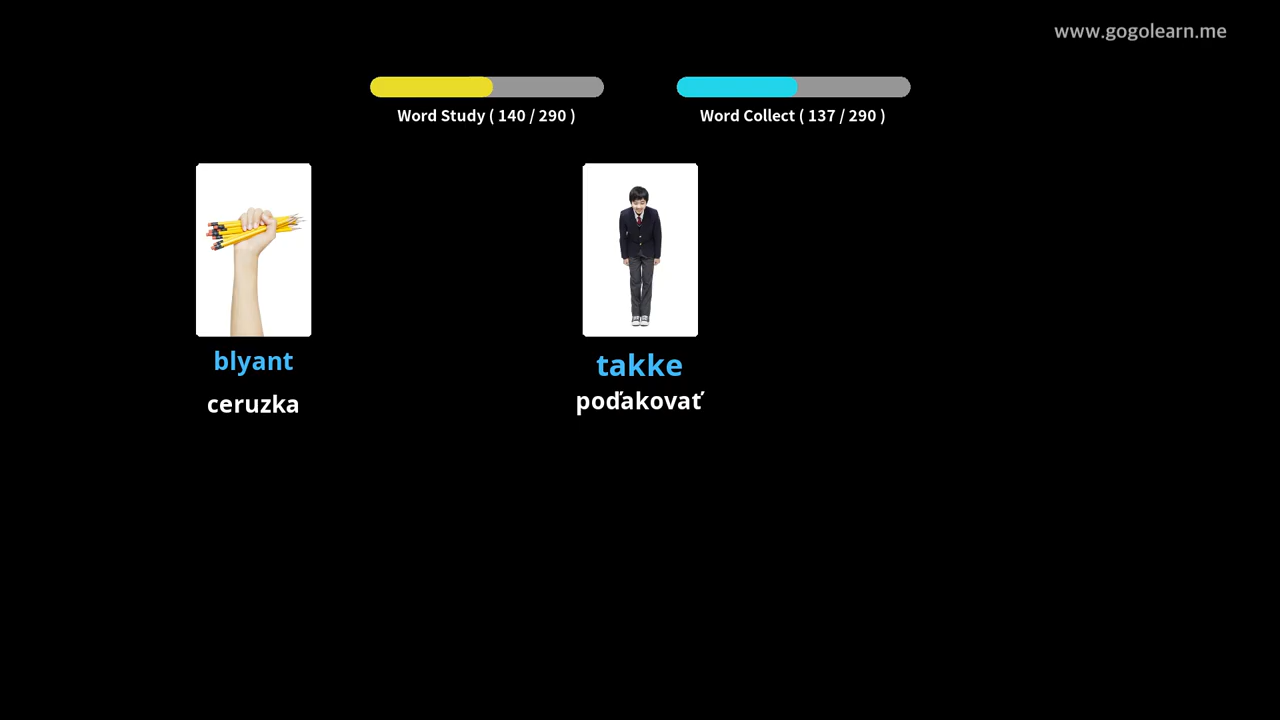 www.gogolearn.me
Word Study ( 140 / 290 )
Word Collect ( 137 / 290 )
blyant
ceruzka
takke
poďakovať